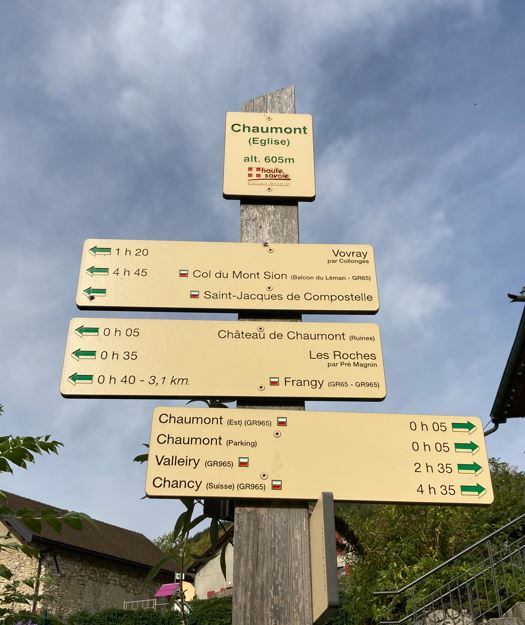 Chaumont
(Eglise)
alt. 605m
haute
savoie
Conseil Général
1 h 20 Vovray
par Collonges
4 h 45 Col du Mont Sion (Balcon du Léman - GR65)
Saint-Jacques de Compostelle
0 h 05 Château de Chaumont (Ruines)
0 h 35 Les Roches
par Pré Magnin
0 h 40 - 3,1 km. Frangy (GR65 - GR965)
Chaumont (Est) (GR965) 0 h 05
Chaumont (Parking) 0 h 05
Valleiry (GR965) 2 h 35
Chancy (Suisse) (GR965) 4 h 35